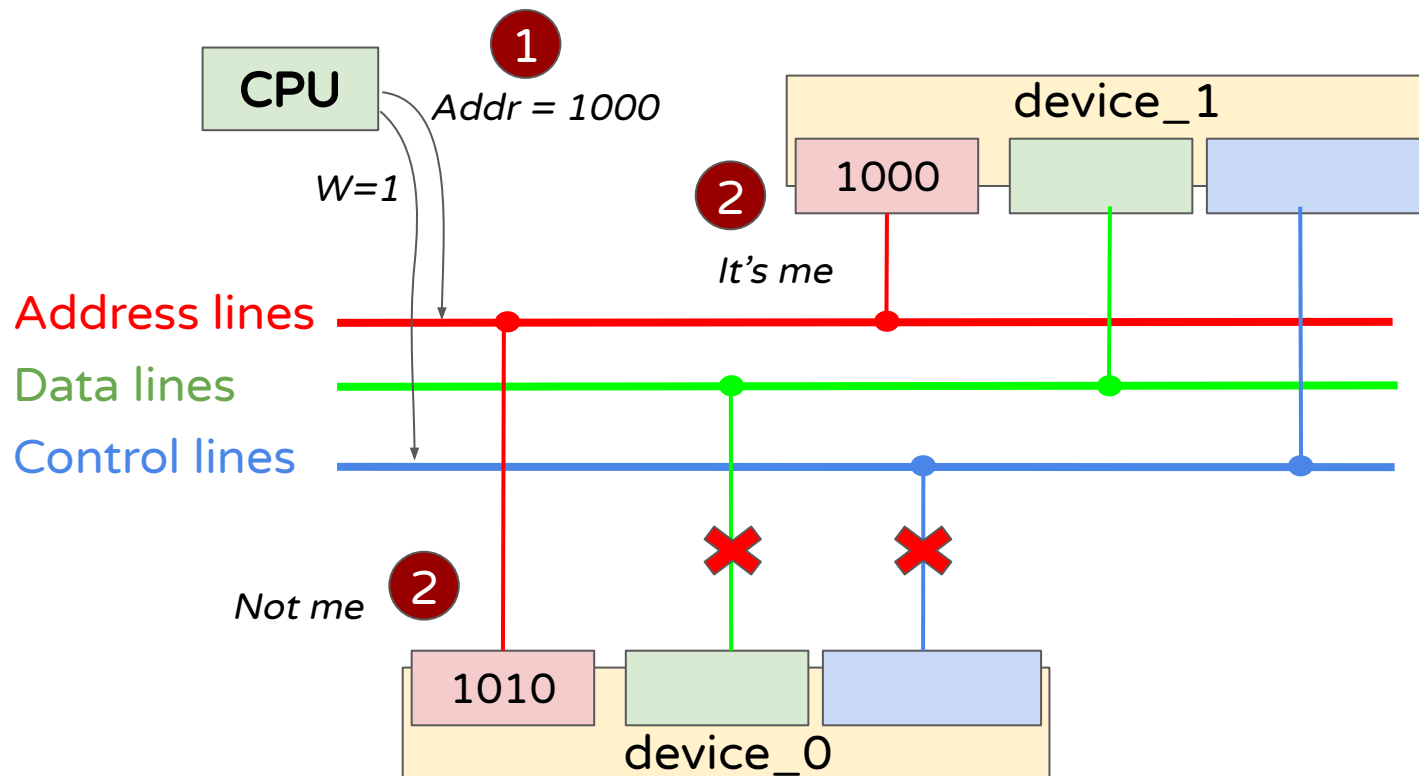 1
CPU
Addr = 1000
device_1
W=1
2
1000
It's me
Address lines
Data lines
Control lines
2
Not me
1010
device_0